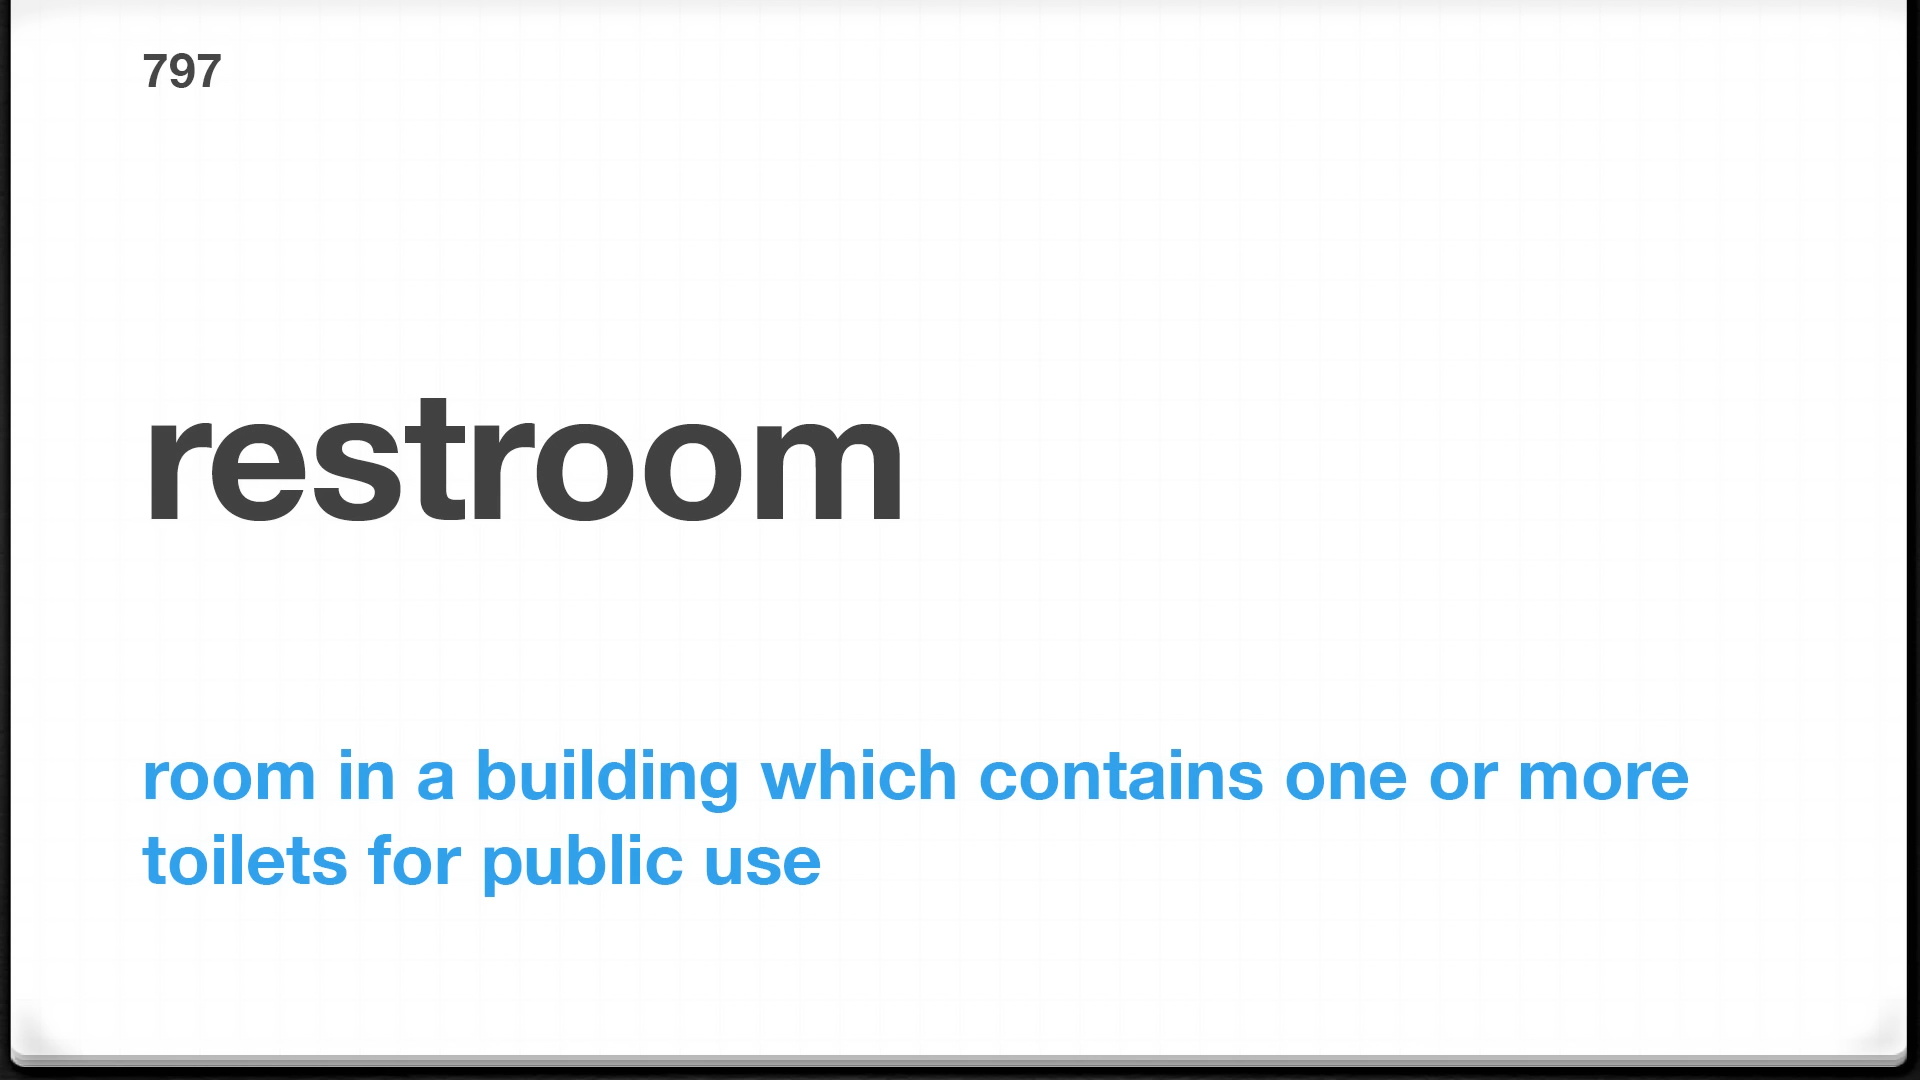 797
restroom
room in a building which contains one or more
toilets for public use